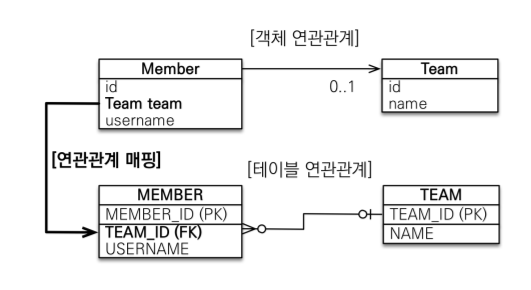 [객체 연관관계]
Member
id
Team team
username
0..1
Team
id
name
[연관관계 매핑]
[테이블 연관관계]
MEMBER
MEMBER_ID (PK)
TEAM_ID (FK)
USERNAME
TEAM
TEAM_ID (PK)
NAME